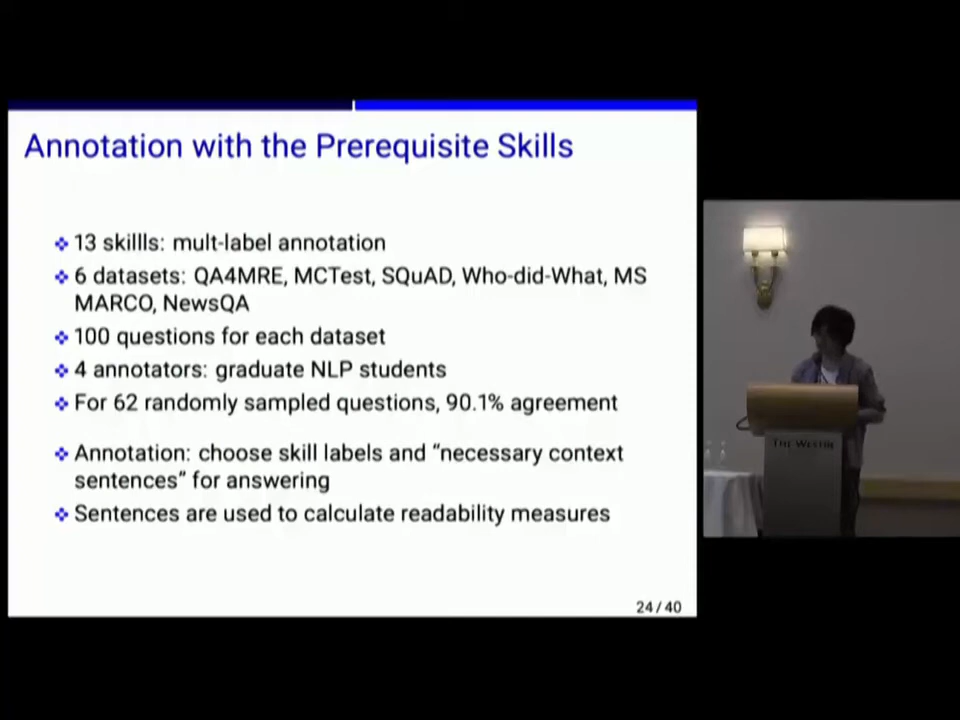 Annotation with the Prerequisite Skills
13 skillls: mult-label annotation
6 datasets: QA4MRE, MCTest, SQuAD, Who-did-What, MS
MARCO, NewsQA
100 questions for each dataset
4 annotators: graduate NLP students
For 62 randomly sampled questions, 90.1% agreement
Annotation: choose skill labels and “necessary context
sentences” for answering
Sentences are used to calculate readability measures
24 / 40
THE WESTIN